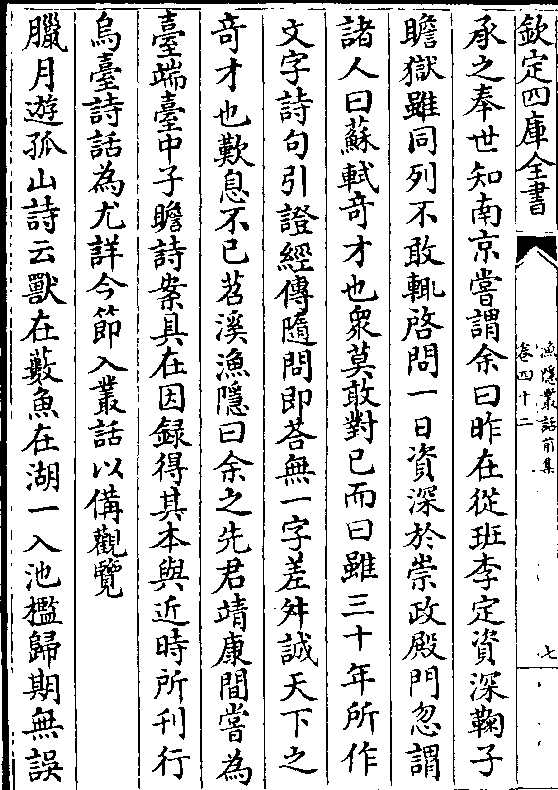 欽定四庫全書
漁隱叢話前集
卷四十二
七
承之奉世知南京嘗謂余曰昨在從班李定資深鞠子
瞻獄雖同列不敢輒啓問一日資深於崇政殿門忽謂
諸人曰蘇軾竒才也衆莫敢對已而曰雖三十年所作
文字詩句引證經傳隨問即荅無一字差舛誠天下之
竒才也歎息不已苕溪漁隱曰余之先君靖康間嘗為
臺端臺中子瞻詩案具在因録得其本與近時所刋行
烏臺詩話為尤詳今節入叢話以備觀覽
臘月遊孤山詩云獸在藪魚在湖一入池檻歸期無誤